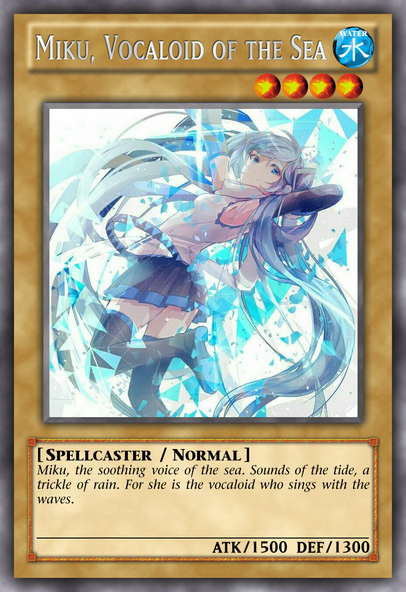 Miku, Vocaloid of the Sea
WATER
水
[ Spellcaster / Normal ]
Miku, the soothing voice of the sea. Sounds of the tide, a
trickle of rain. For she is the vocaloid who sings with the
waves.
ATK/1500 DEF/1300